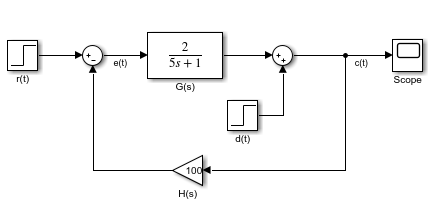 2
5s + 1
r(t)
e(t)
G(s)
c(t)
Scope
d(t)
100
H(s)